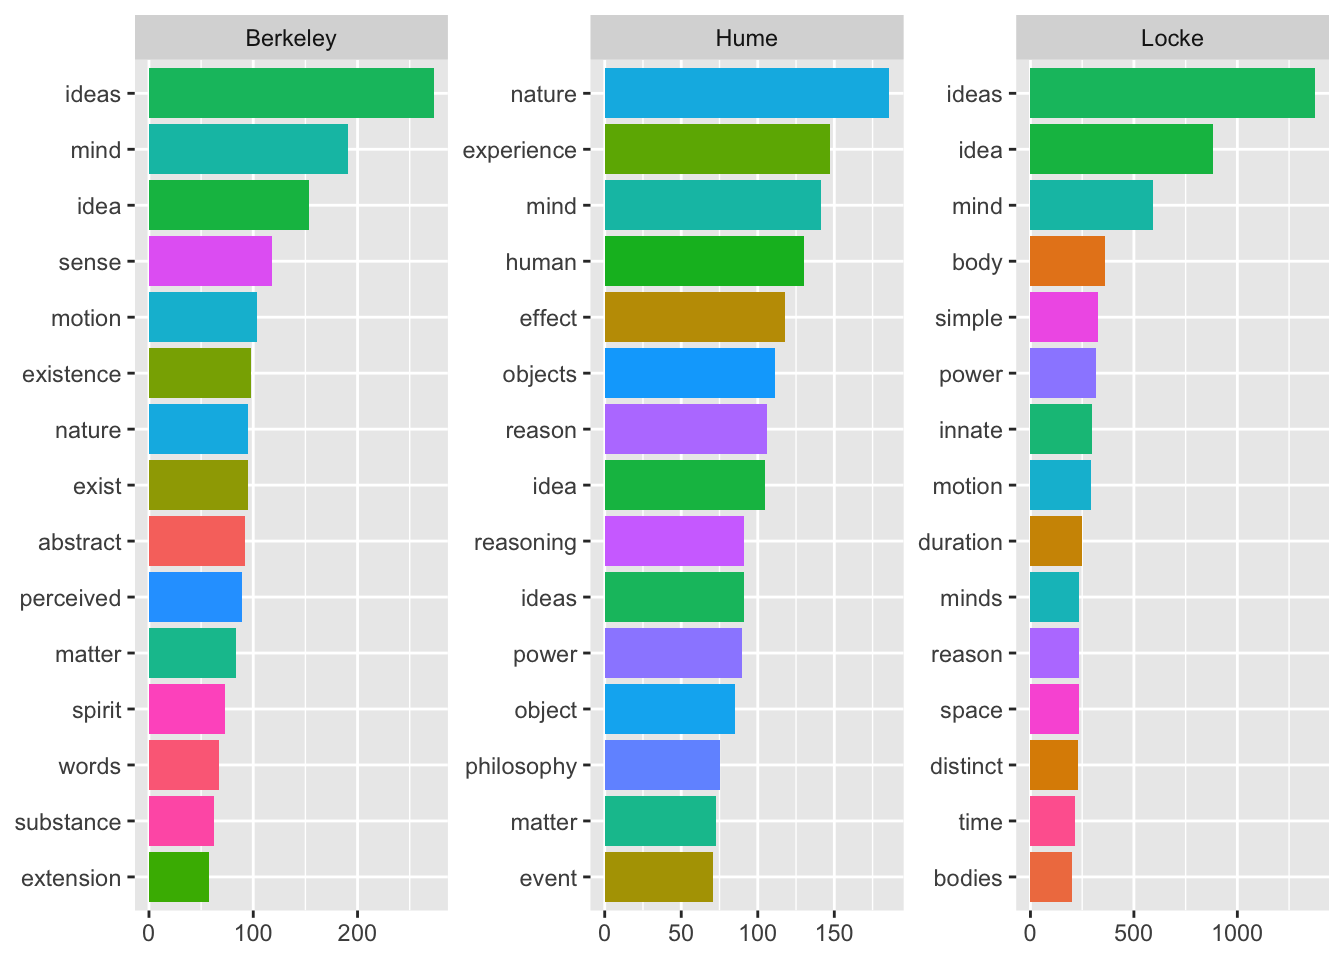 Berkeley
ideas
mind
idea
sense
motion
existence
nature
exist
abstract
perceived
matter
spirit
words
substance
extension
0 100 200
Hume
nature
experience
mind
human
effect
objects
reason
idea
reasoning
ideas
power
object
philosophy
matter
event
0 50 100 150
Locke
ideas
idea
mind
body
simple
power
innate
motion
duration
minds
reason
space
distinct
time
bodies
0 500 1000